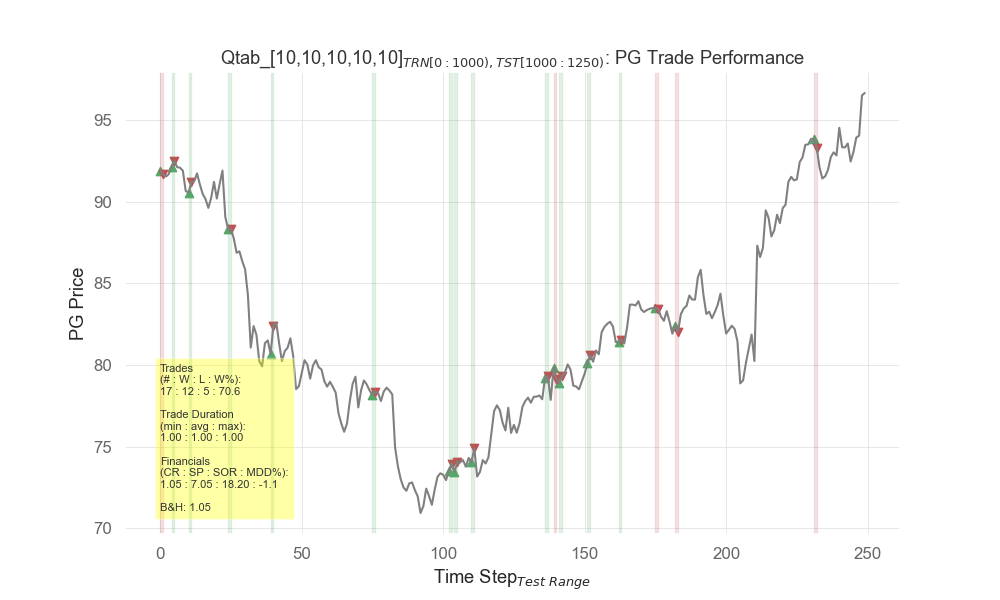 Qtab_[10,10,10,10,10]TRN[0 : 1000), TST[1000 : 1250): PG Trade Performance
PG Price
95
90
85
80
75
70
Trades
(# : W : L : W%):
17 : 12 : 5 : 70.6
Trade Duration
(min : avg : max):
1.00 : 1.00 : 1.00
Financials
(CR : SP : SOR : MDD%):
1.05 : 7.05 : 18.20 : -1.1
B&H: 1.05
0 50 100 150 200 250
Time StepTest Range